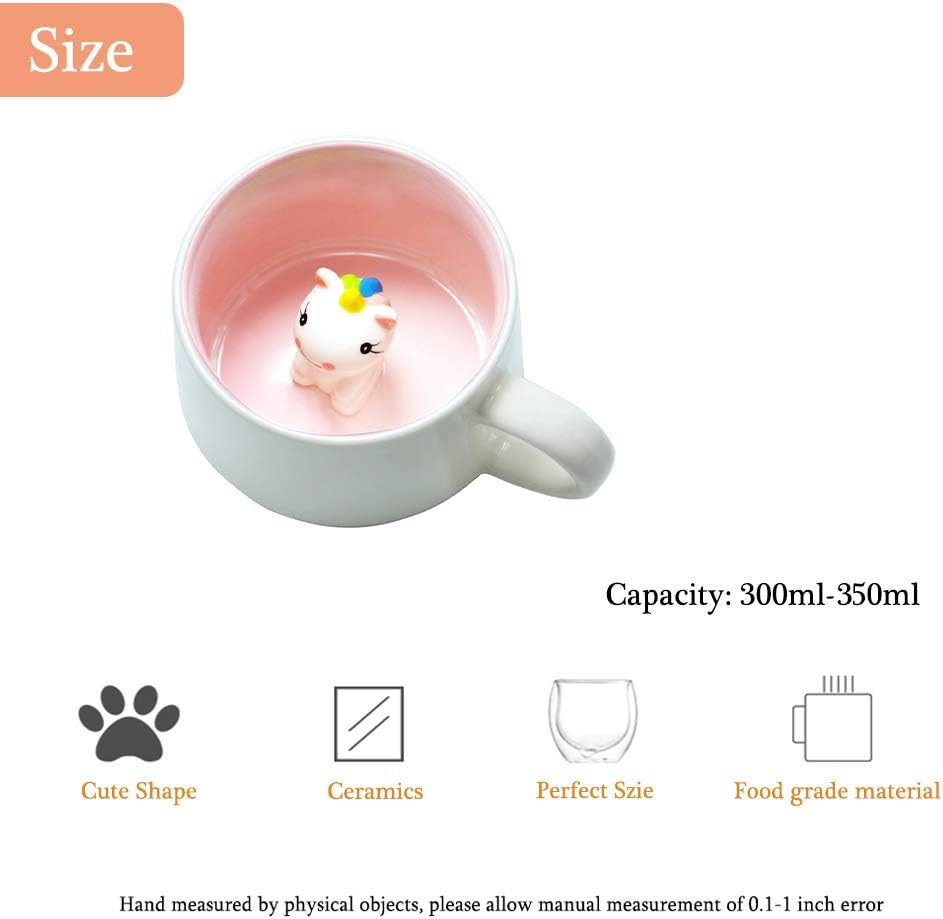 Size
Capacity: 300ml-350ml
Cute Shape
Ceramics
Perfect Szie
Food grade material
Hand measured by physical objects, please allow manual measurement of 0.1-1 inch error